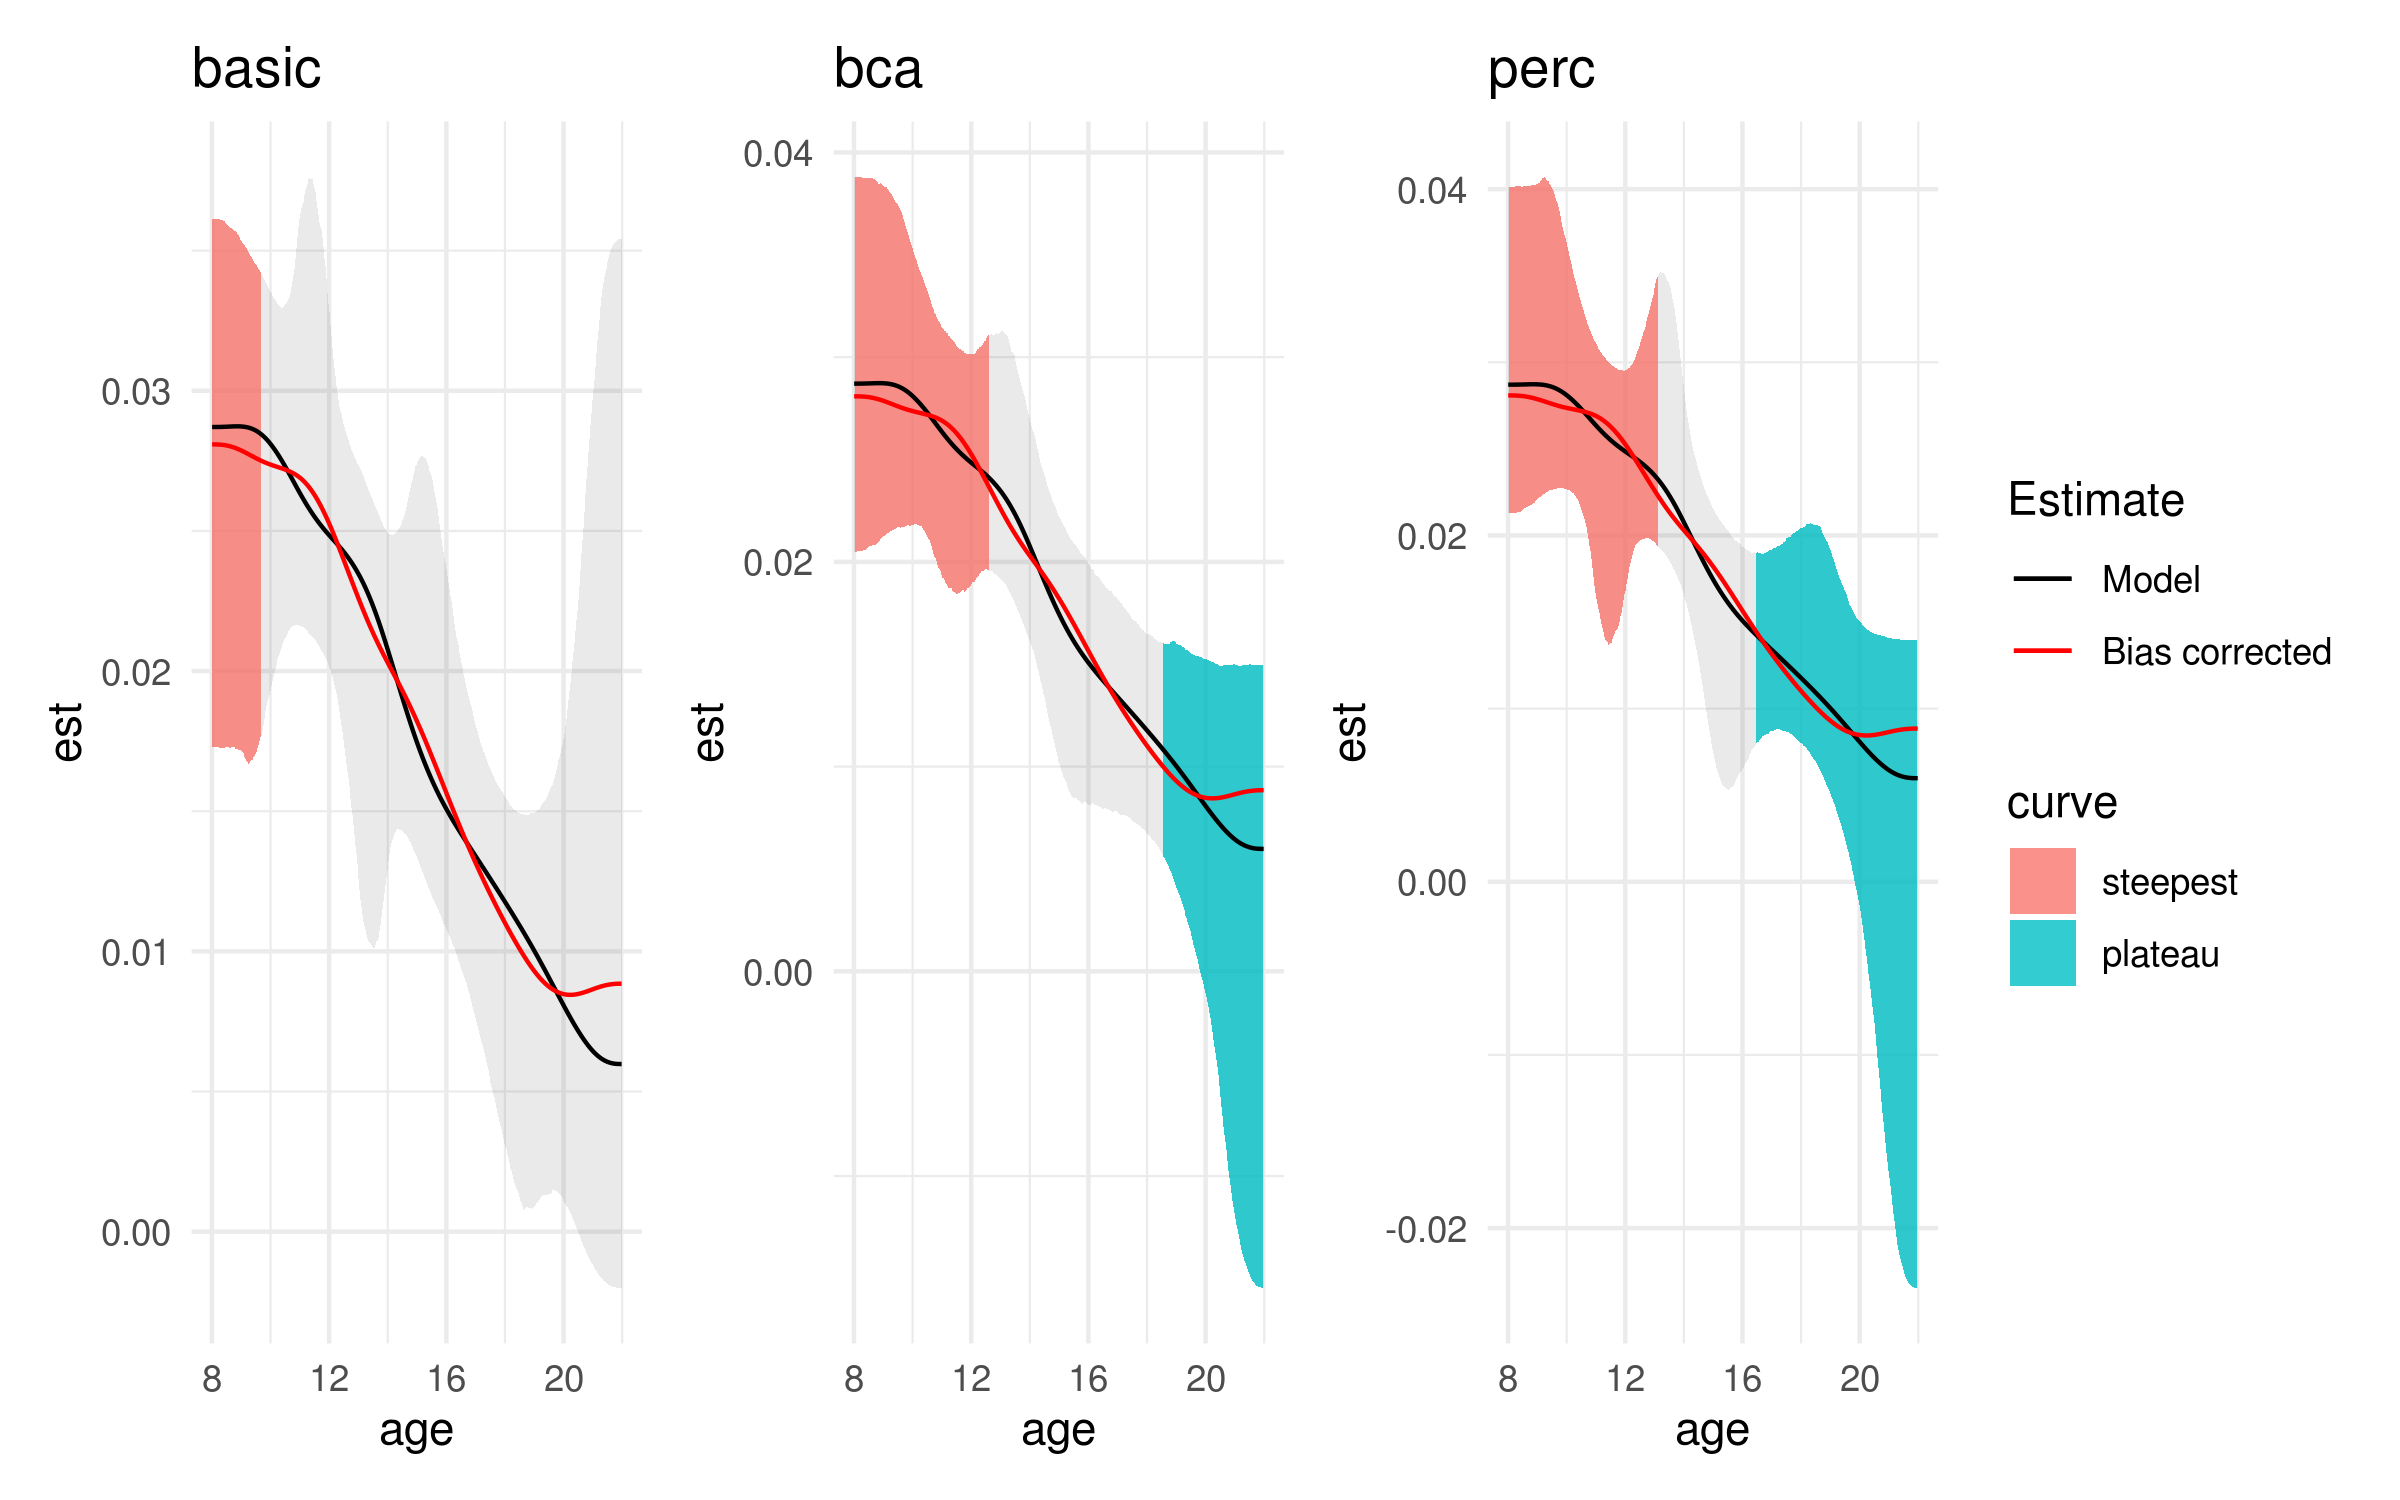 basic
bca
perc
0.03
0.02
0.01
0.00
est
8 12 16 20
age
0.04
0.02
0.00
est
8 12 16 20
age
0.04
0.02
0.00
-0.02
est
8 12 16 20
age
Estimate
Model
Bias corrected
curve
steepest
plateau